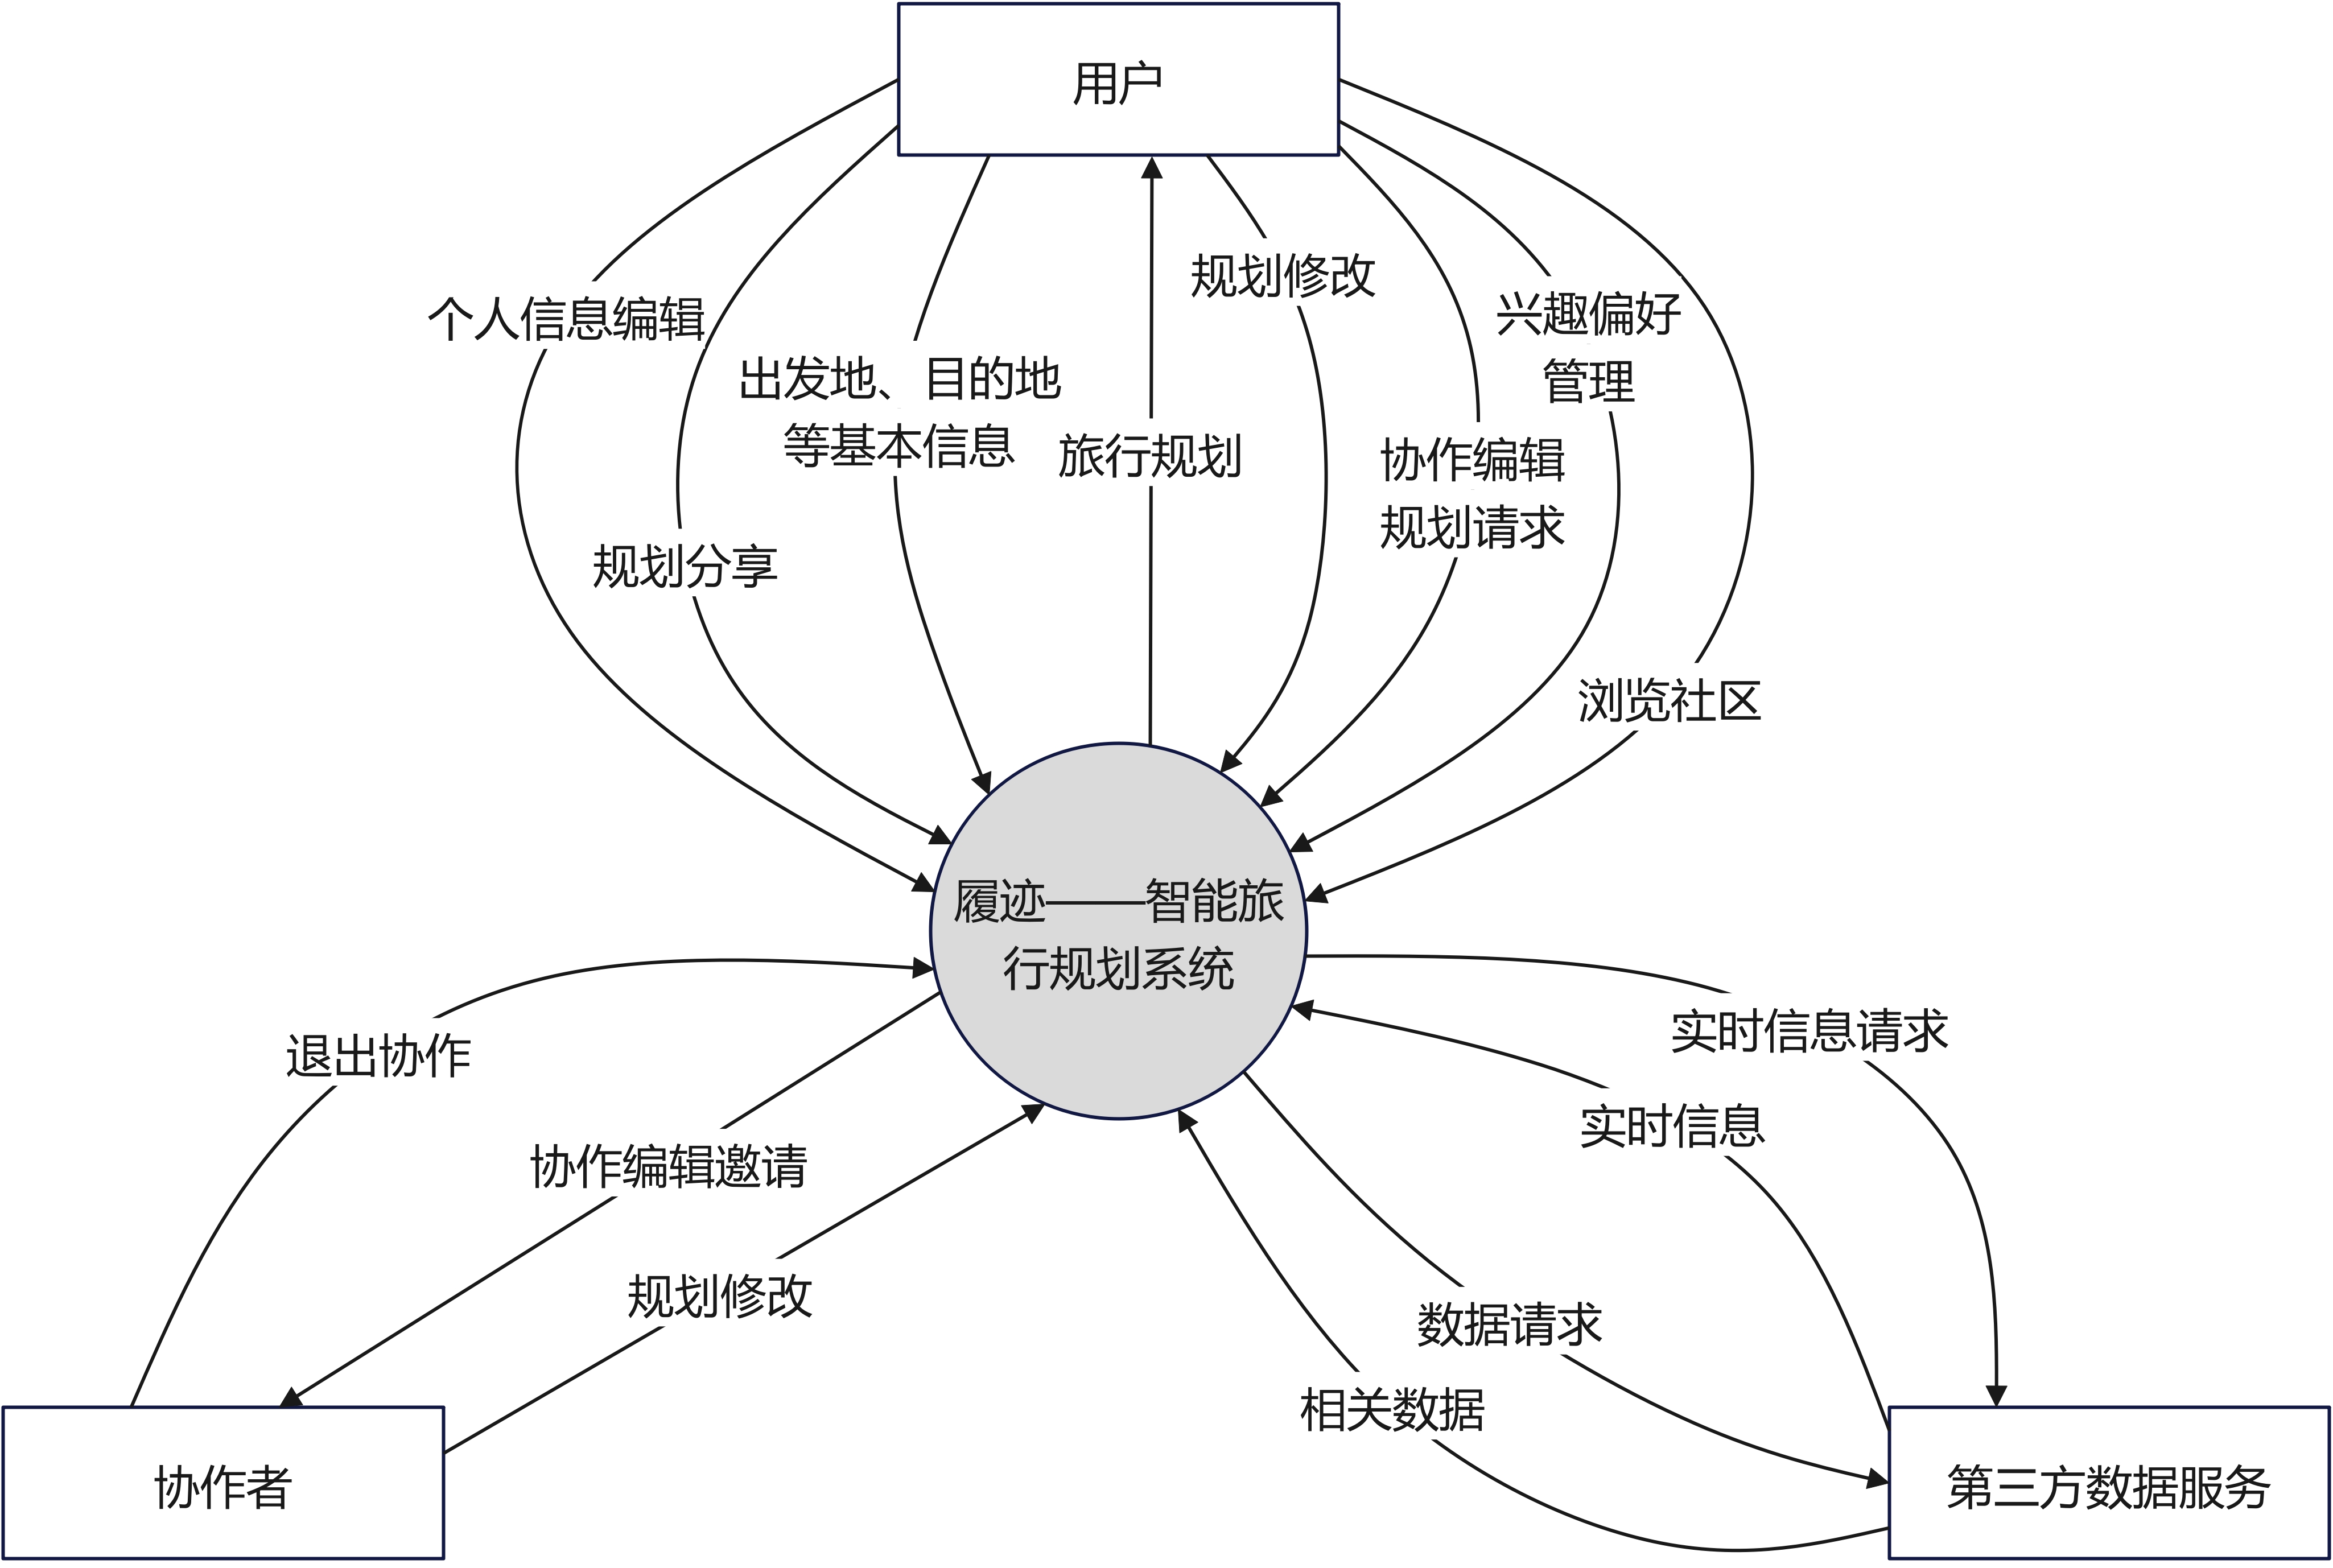 用户
规划修改
个人信息编辑
兴趣偏好
管理
出发地、目的地
等基本信息
旅行规划
协作编辑
规划请求
规划分享
浏览社区
履迹——智能旅
行规划系统
退出协作
实时信息请求
实时信息
协作编辑邀请
规划修改
数据请求
相关数据
协作者
第三方数据服务